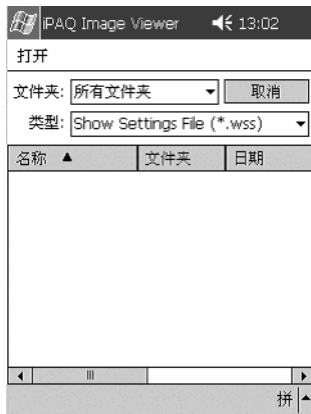 iPAQ Image Viewer 13:02
打开
文件夹: 所有文件夹 取消
类型: Show Settings File (*.wss)
名称 ▲ 文件夹 日期
拼